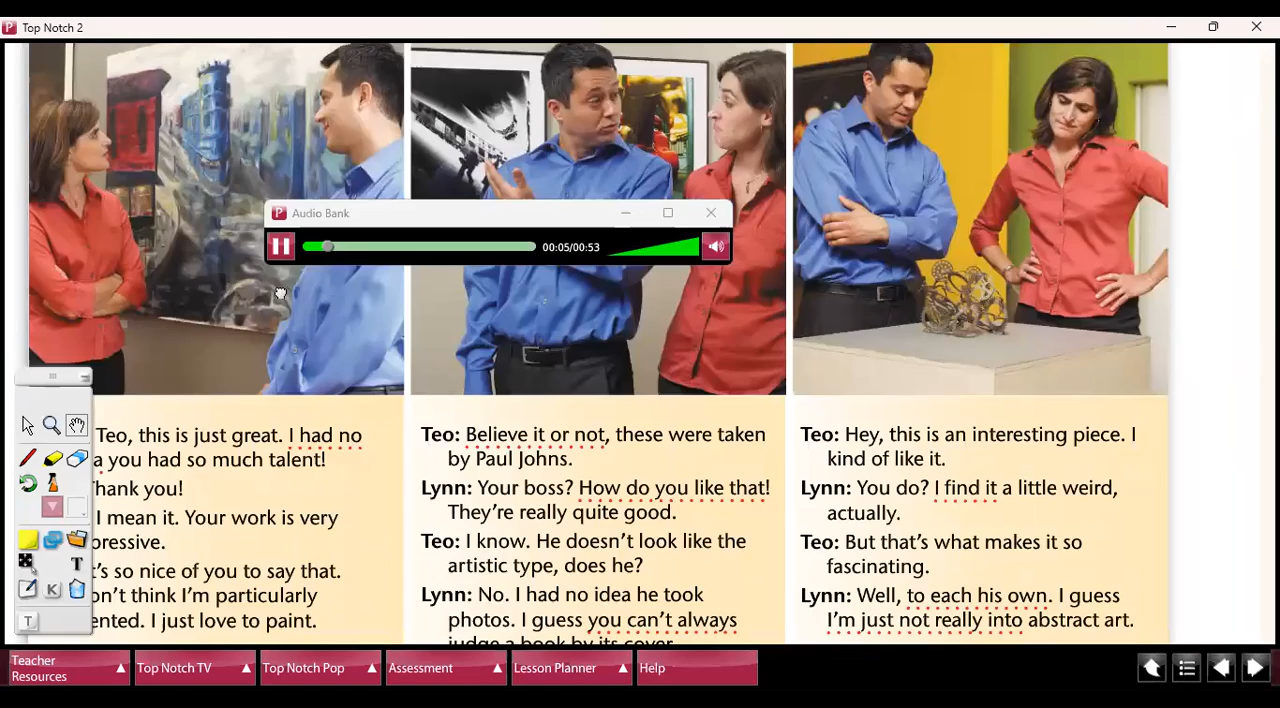 Top Notch 2
Audio Bank
00:05/00:53
Teo, this is just great. I had no
a you had so much talent!
hank you!
I mean it. Your work is very
pressive.
t's so nice of you to say that.
on't think I'm particularly
ented. I just love to paint.
Teo: Believe it or not, these were taken
by Paul Johns.
Lynn: Your boss? How do you like that!
They're really quite good.
Teo: I know. He doesn't look like the
artistic type, does he?
Lynn: No. I had no idea he took
photos. I guess you can't always
judge a book by its cover.
Teo: Hey, this is an interesting piece. I
kind of like it.
Lynn: You do? I find it a little weird,
actually.
Teo: But that's what makes it so
fascinating.
Lynn: Well, to each his own. I guess
I'm just not really into abstract art.
T
K
T
Teacher
Resources
Top Notch TV
Top Notch Pop
Assessment
Lesson Planner
Help